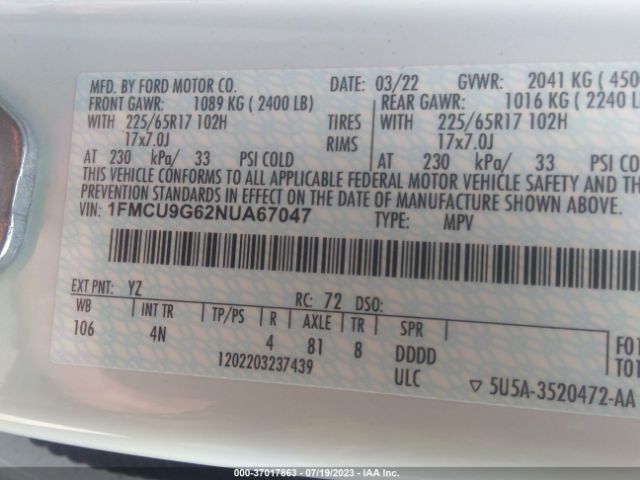 MFD. BY FORD MOTOR CO.
DATE: 03/22 GVWR: 2041 KG ( 450
FRONT GAWR: 1089 KG ( 2400 LB)
REAR GAWR: 1016 KG ( 2240 L
WITH 225/65R17 102H TIRES WITH 225/65R17 102H
17x7.0J RIMS 17x7.0J
AT 230 kPa/ 33 PSI COLD AT 230 kPa/ 33 PSI COL
THIS VEHICLE CONFORMS TO ALL APPLICABLE FEDERAL MOTOR VEHICLE SAFETY AND THE
PREVENTION STANDARDS IN EFFECT ON THE DATE OF MANUFACTURE SHOWN ABOVE.
VIN: 1FMCU9G62NUA67047 TYPE: MPV
EXT PNT: YZ RC: 72 DSO:
WB INT TR TP/PS R AXLE TR SPR
106 4N 4 81 8 DDDD
ULC
F01
T01
1202203237439
▽ 5U5A-3520472-AA
000-37017863 - 07/19/2023 - IAA Inc.